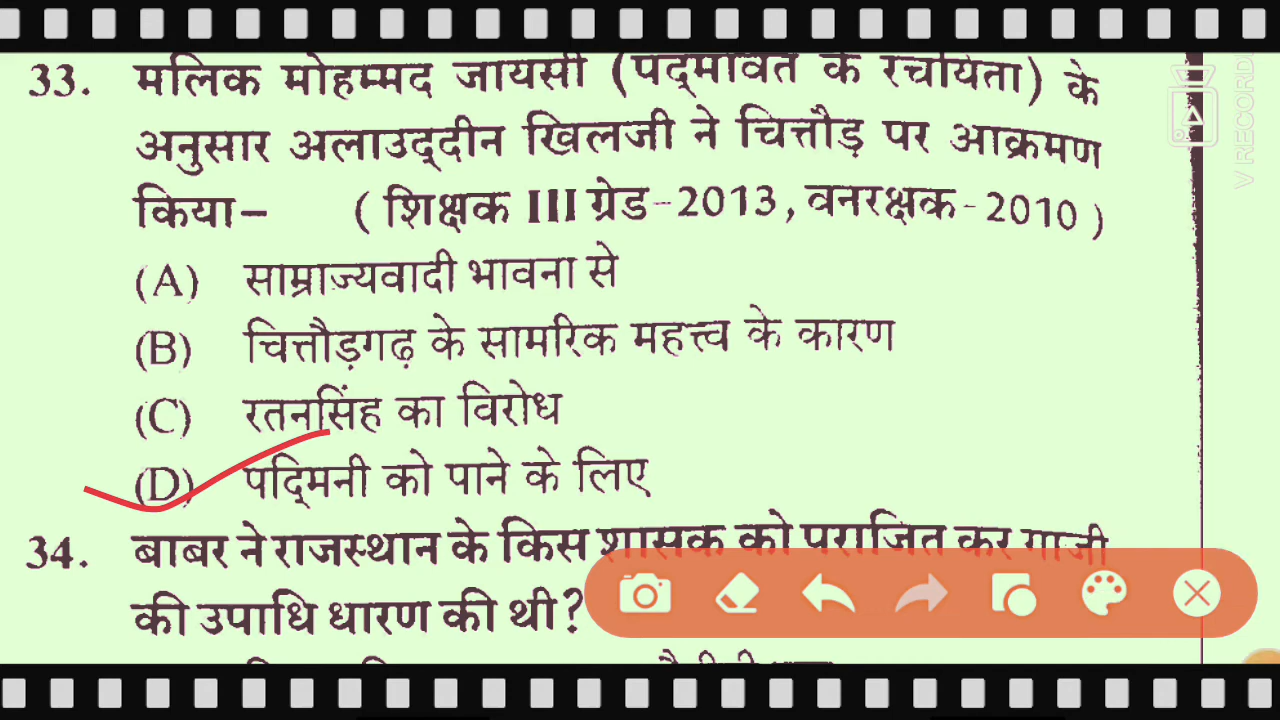 33. मलिक मोहम्मद जायसी (पद्मावत के रचयिता) के
अनुसार अलाउद्दीन खिलजी ने चित्तौड़ पर आक्रमण
किया– ( शिक्षक III ग्रेड-2013, वनरक्षक-2010 )
(A) साम्राज्यवादी भावना से
(B) चित्तौड़गढ़ के सामरिक महत्त्व के कारण
(C) रतनसिंह का विरोध
(D) पद्मिनी को पाने के लिए
34. बाबर ने राजस्थान के किस शासक को पराजित कर गाजी
की उपाधि धारण की थी?
V RECORD